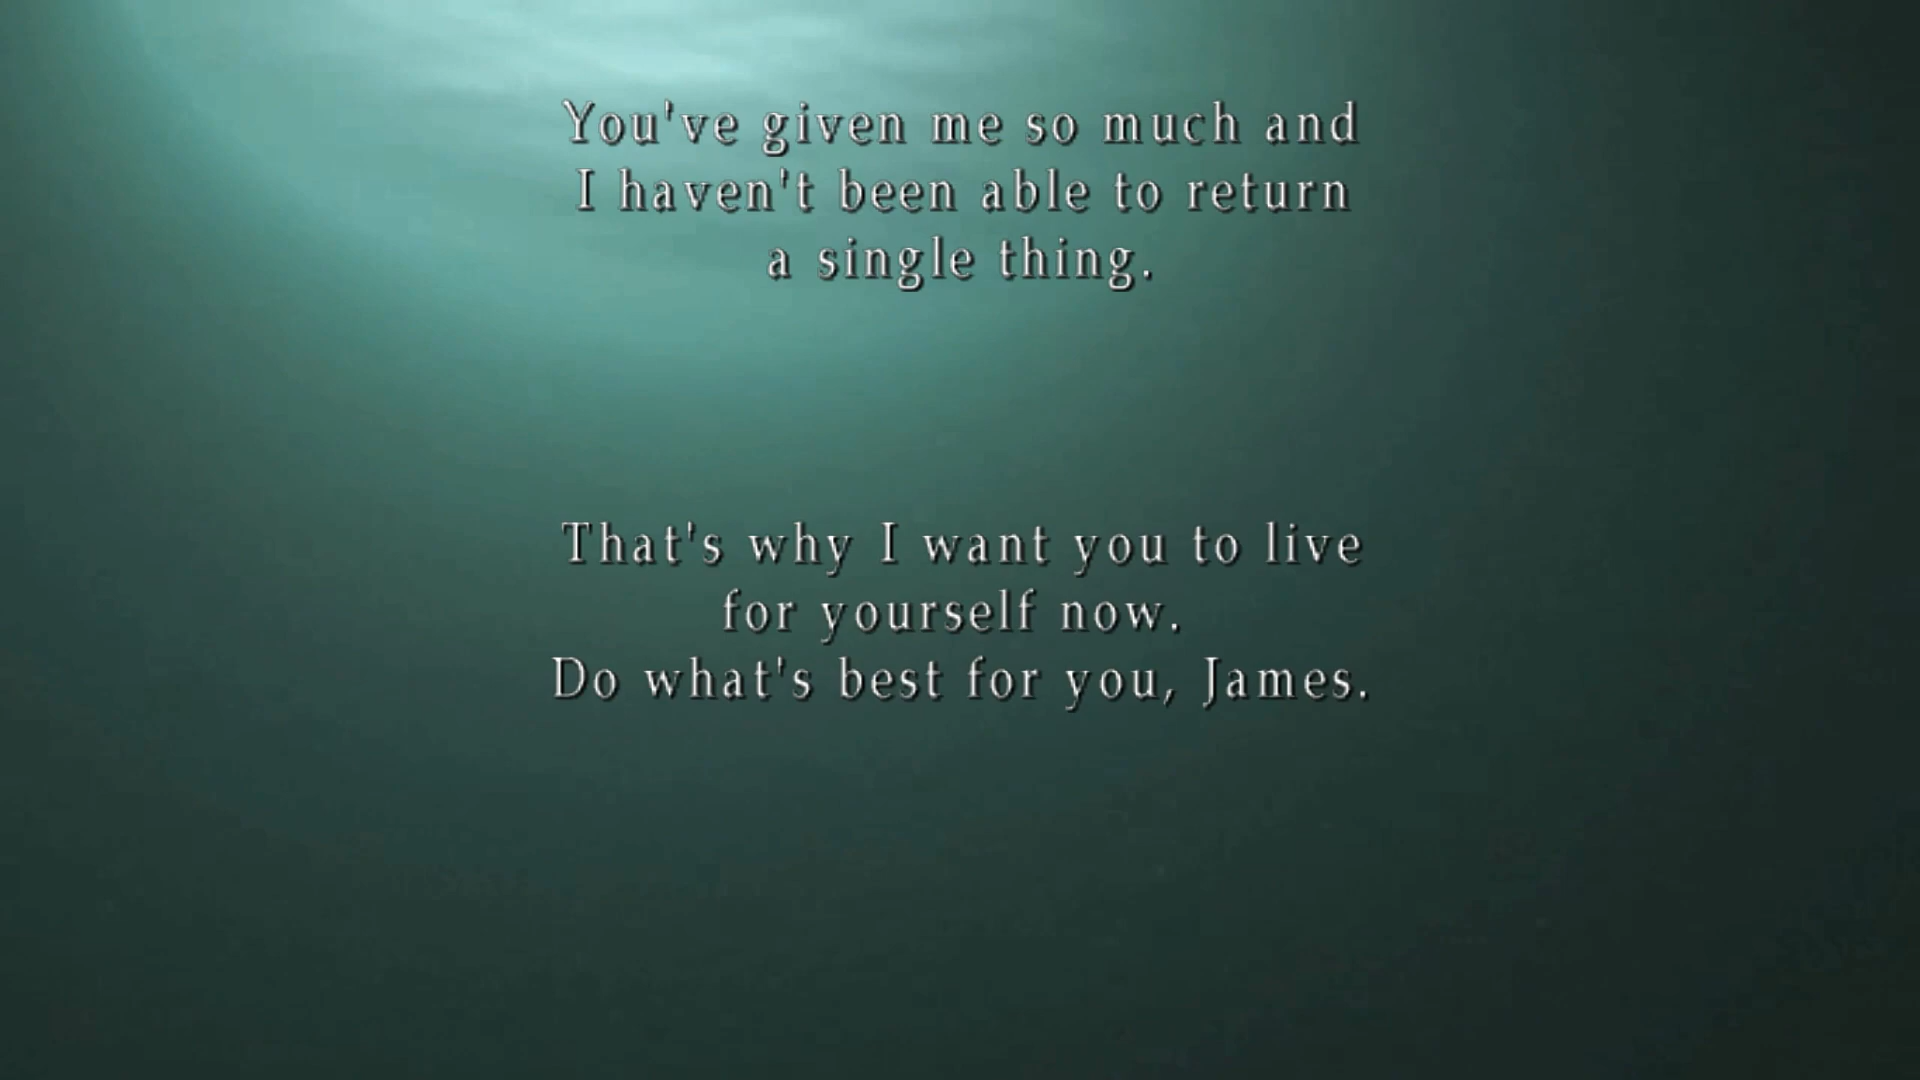 You've given me so much and
I haven't been able to return
a single thing.
That's why I want you to live
for yourself now.
Do what's best for you, James.